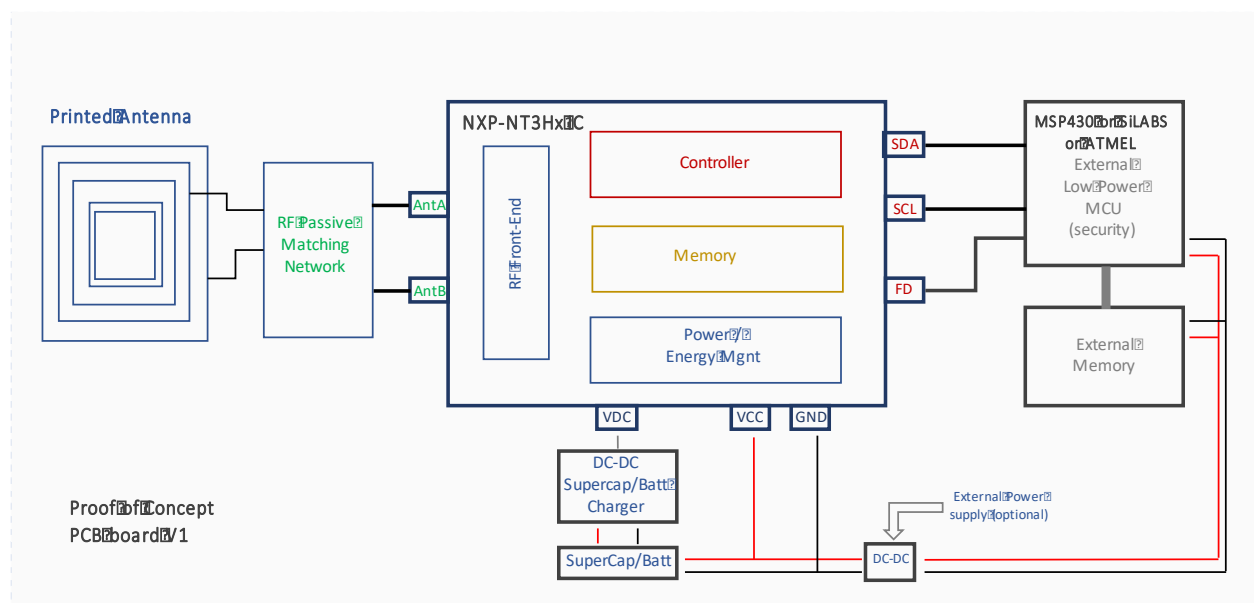 Printed Antenna
NXP-NT3Hx IC
MSP430 or SiLABS
or ATMEL
External
Low Power
MCU
(security)
SDA
Controller
SCL
AntA
RF Passive
Matching
Network
RF Front-End
Memory
FD
AntB
Power /
Energy Mgnt
External
Memory
VDC
VCC
GND
DC-DC
Supercap/Batt
Charger
External Power
supply (optional)
Proof of Concept
PCB board V1
SuperCap/Batt
DC-DC